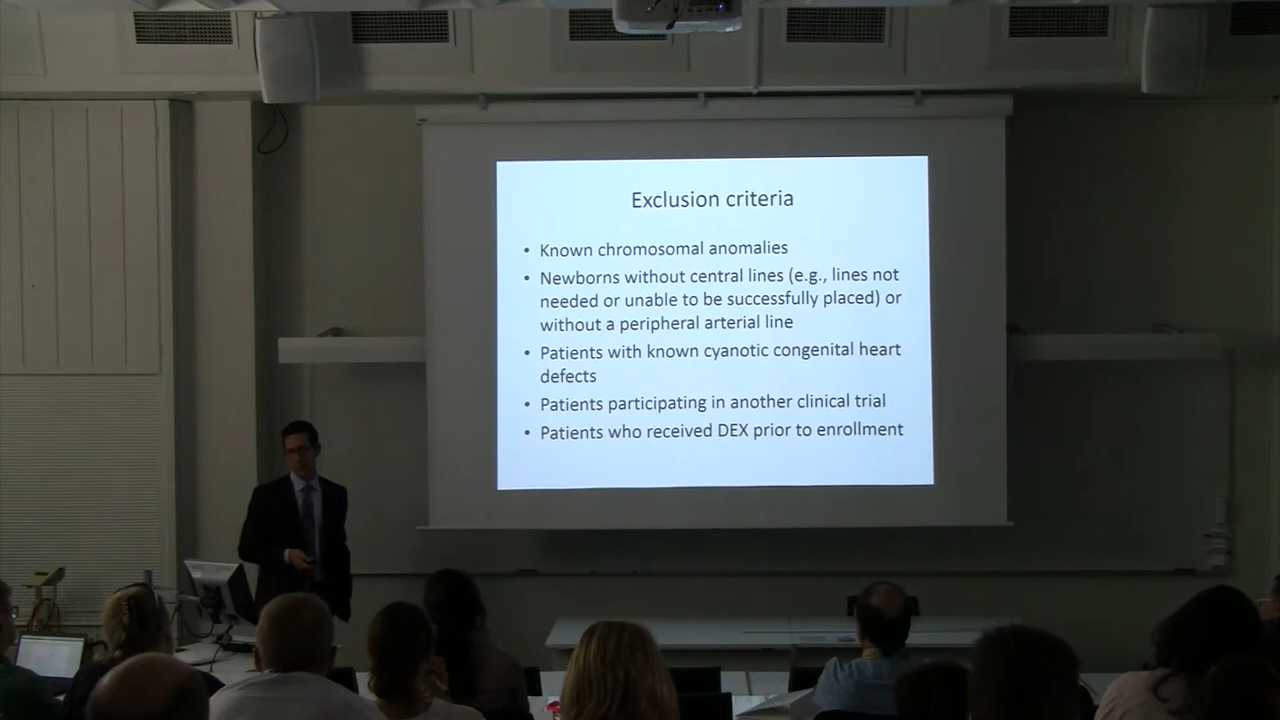 Exclusion criteria
• Known chromosomal anomalies
• Newborns without central lines (e.g., lines not
needed or unable to be successfully placed) or
without a peripheral arterial line
• Patients with known cyanotic congenital heart
defects
• Patients participating in another clinical trial
• Patients who received DEX prior to enrollment